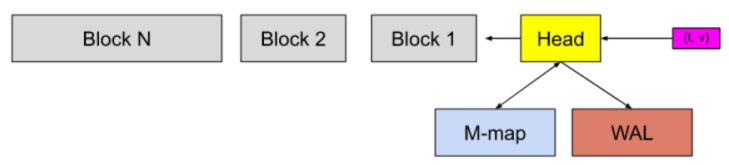 Block N
Block 2
Block 1
Head
(t, v)
M-map
WAL